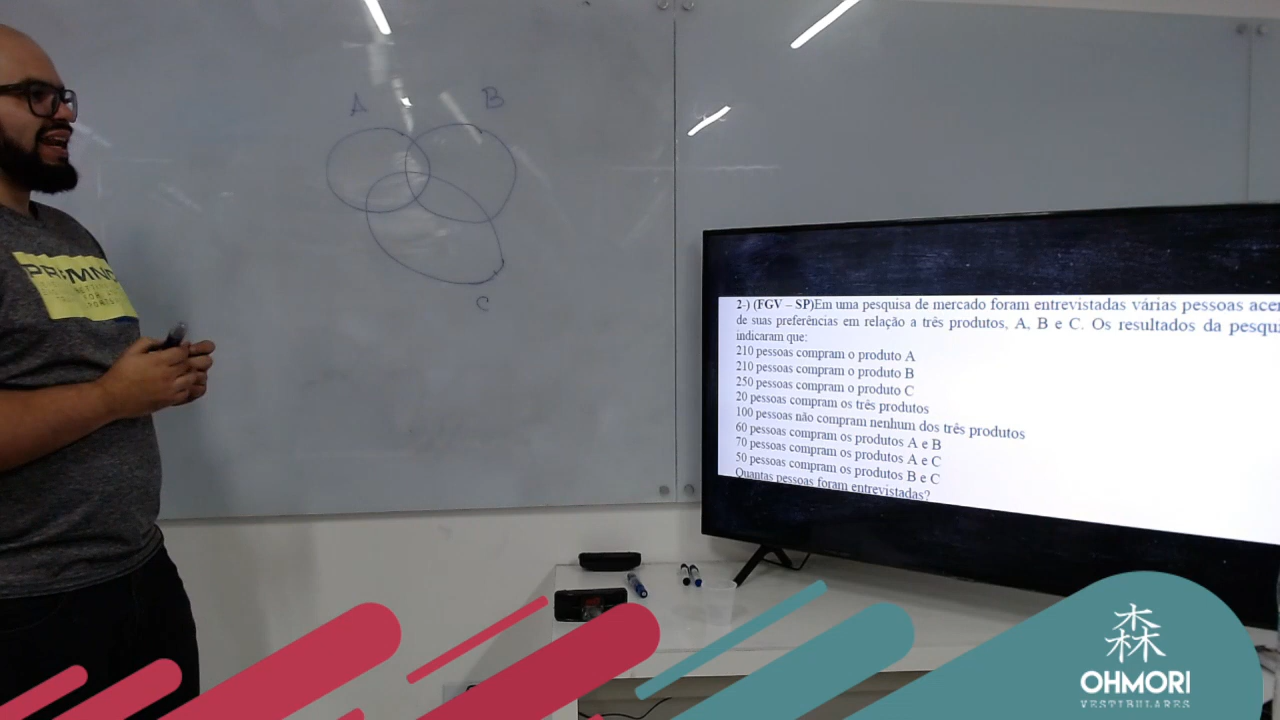 A
B
C
2-) (FGV – SP)Em uma pesquisa de mercado foram entrevistadas várias pessoas
de suas preferências em relação a três produtos, A, B e C. Os resultados da
indicaram que:
210 pessoas compram o produto A
210 pessoas compram o produto B
250 pessoas compram o produto C
20 pessoas compram os três produtos
100 pessoas não compram nenhum dos três produtos
60 pessoas compram os produtos A e B
70 pessoas compram os produtos A e C
50 pessoas compram os produtos B e C
Quantas pessoas foram entrevistadas?
森
OHMORI
VESTIBULARES